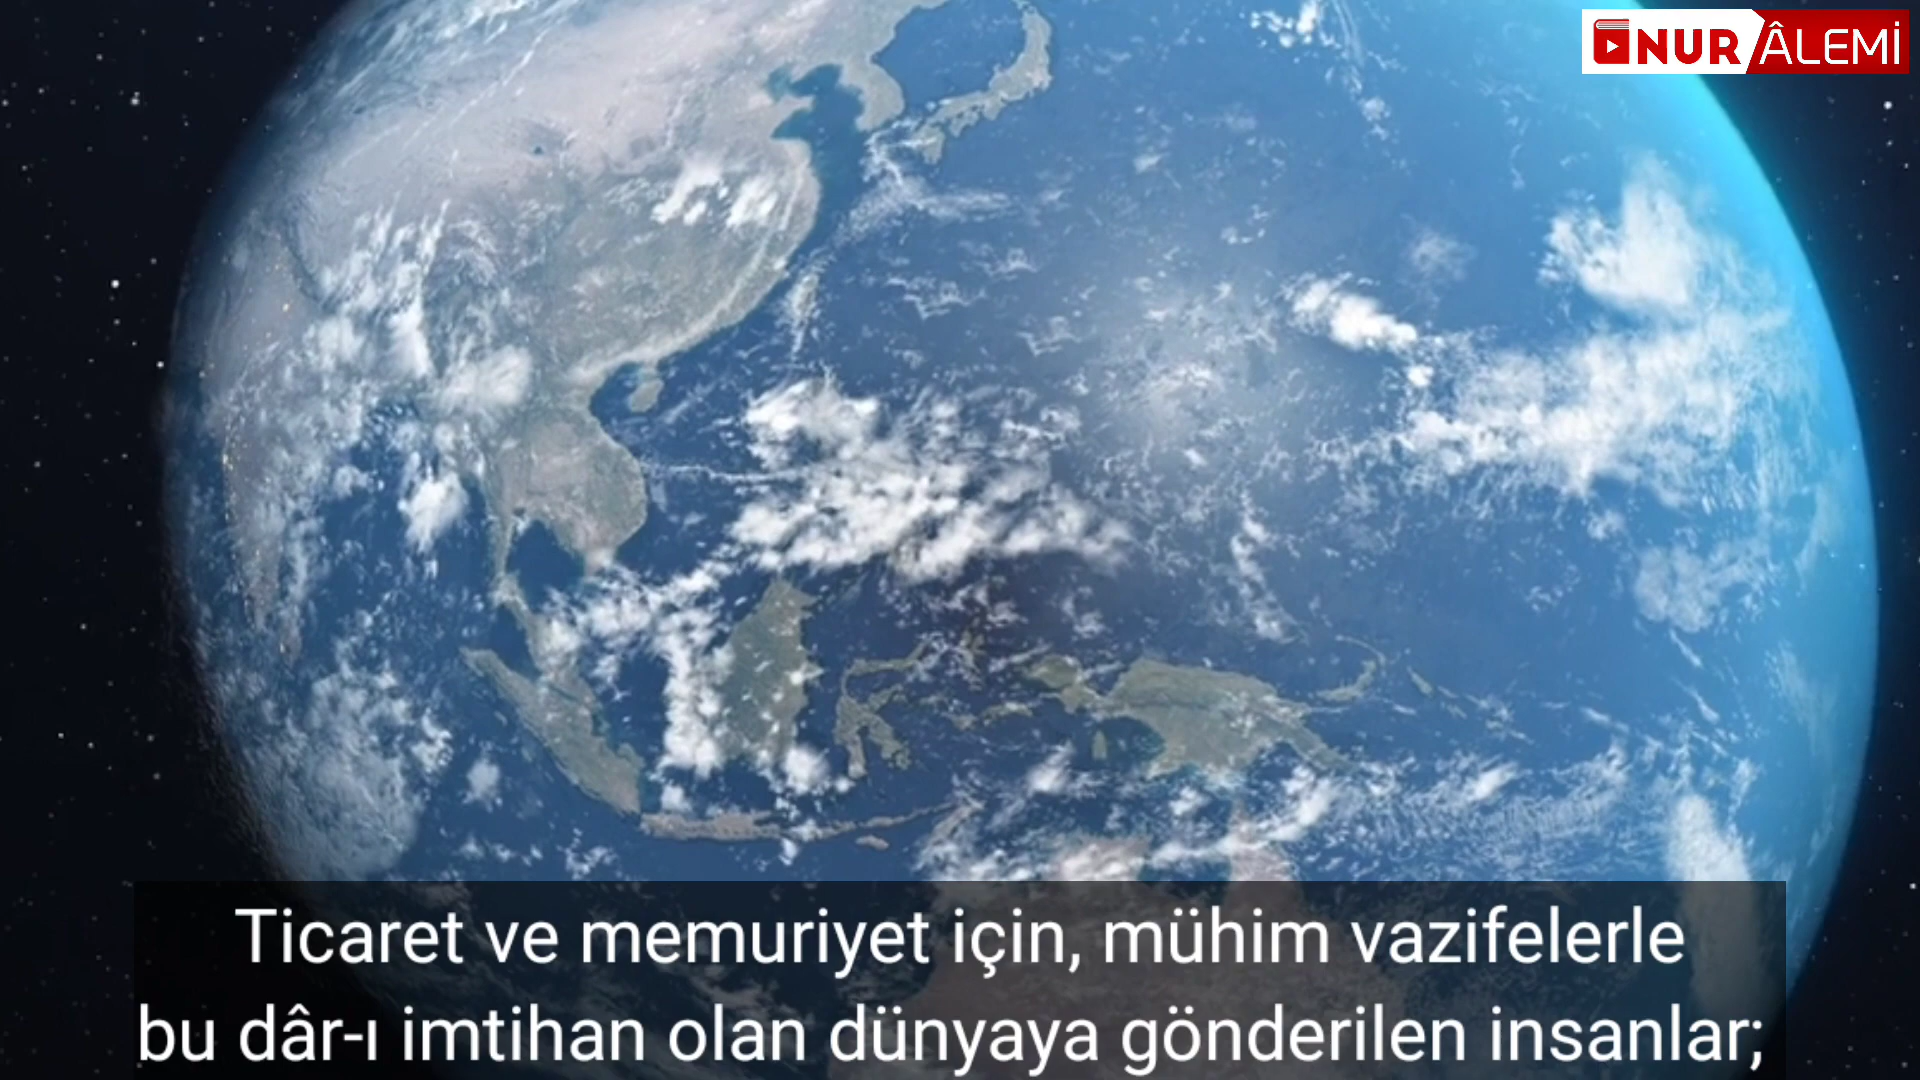 NUR ÂLEMİ
Ticaret ve memuriyet için, mühim vazifelerle
bu dâr-ı imtihan olan dünyaya gönderilen insanlar;